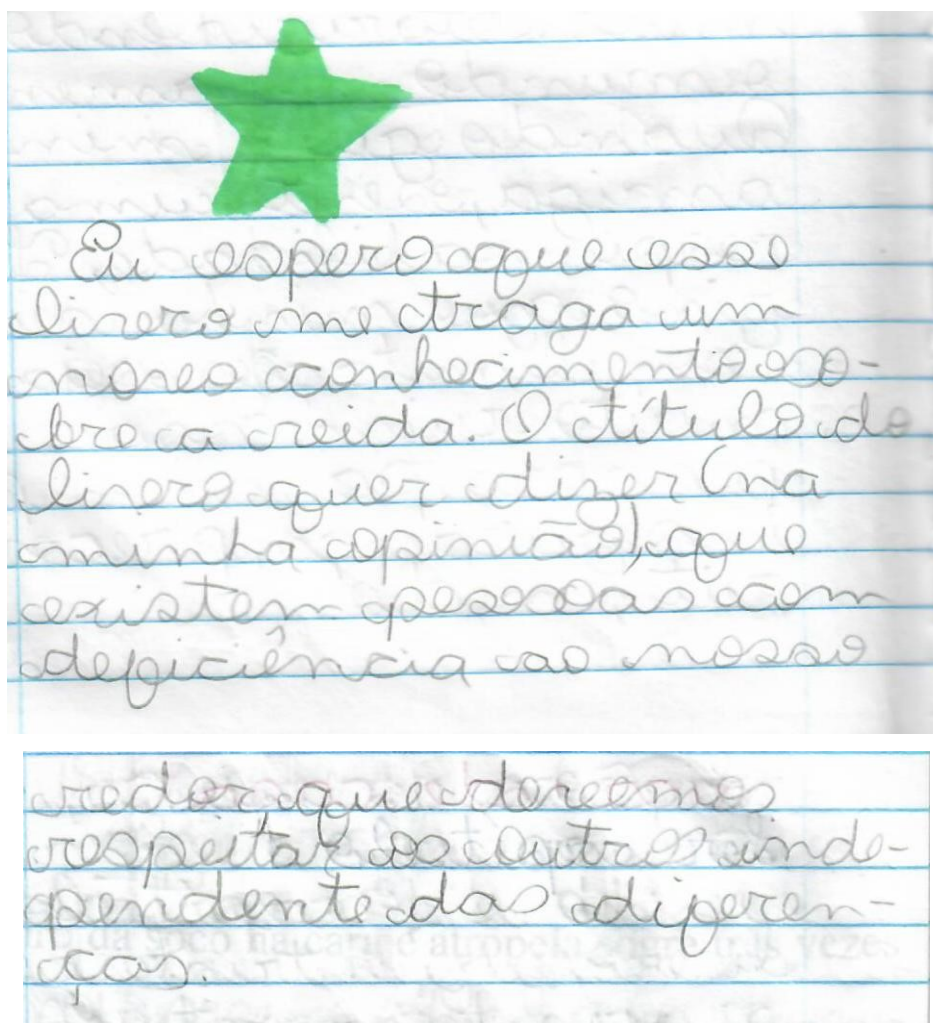 Eu espero que esse
livro me traga um
novo conhecimento so-
bre a vida. O título do
livro quer dizer (na
minha opinião), que
existem pessoas com
deficiência ao nosso
redor que devemos
respeitar os outros inde-
pendente das diferen-
ças.